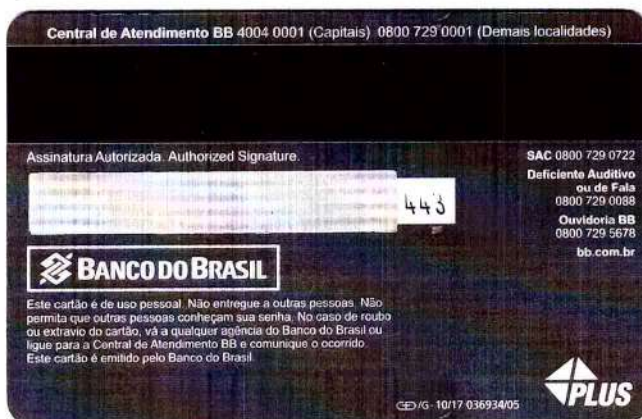 Central de Atendimento BB 4004 0001 (Capitais) 0800 729 0001 (Demais localidades)
Assinatura Autorizada. Authorized Signature.
443
SAC 0800 729 0722
Deficiente Auditivo
ou de Fala
0800 729 0088
Ouvidoria BB
0800 729 5678
bb.com.br
BANCO DO BRASIL
Este cartão é de uso pessoal. Não entregue a outras pessoas. Não
permita que outras pessoas conheçam sua senha. No caso de roubo
ou extravio do cartão, vá a qualquer agência do Banco do Brasil ou
ligue para a Central de Atendimento BB e comunique o ocorrido.
Este cartão é emitido pelo Banco do Brasil.
/G - 10/17 036934/05
PLUS